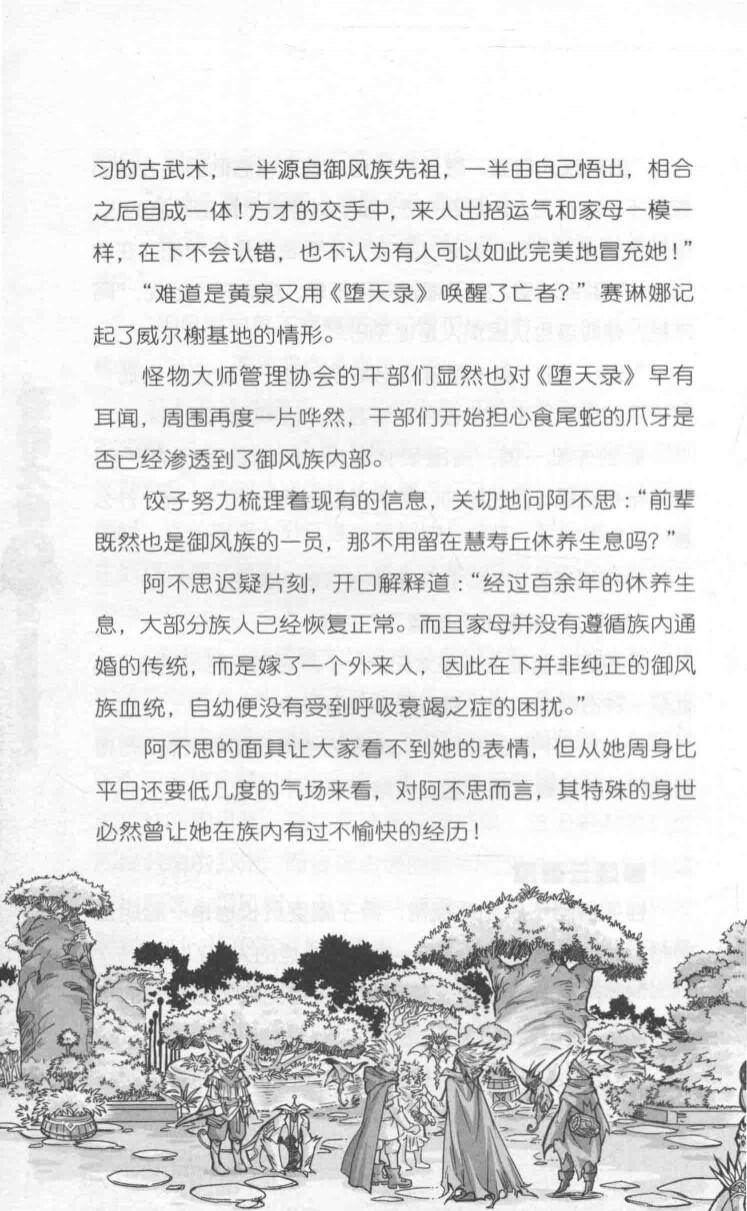 习的古武术，一半源自御风族先祖，一半由自己悟出，相合
之后自成一体！方才的交手中，来人出招运气和家母一模一
样，在下不会认错，也不认为有人可以如此完美地冒充她！”
“难道是黄泉又用《堕天录》唤醒了亡者？”赛琳娜记
起了威尔榭基地的情形。
怪物大师管理协会的干部们显然也对《堕天录》早有
耳闻，周围再度一片哗然，干部们开始担心食尾蛇的爪牙是
否已经渗透到了御风族内部。
饺子努力梳理着现有的信息，关切地问阿不思：“前辈
既然也是御风族的一员，那不用留在慧寿丘休养生息吗？”
阿不思迟疑片刻，开口解释道：“经过百余年的休养生
息，大部分族人已经恢复正常。而且家母并没有遵循族内通
婚的传统，而是嫁了一个外来人，因此在下并非纯正的御风
族血统，自幼便没有受到呼吸衰竭之症的困扰。”
阿不思的面具让大家看不到她的表情，但从她周身比
平日还要低几度的气场来看，对阿不思而言，其特殊的身世
必然曾让她在族内有过不愉快的经历！